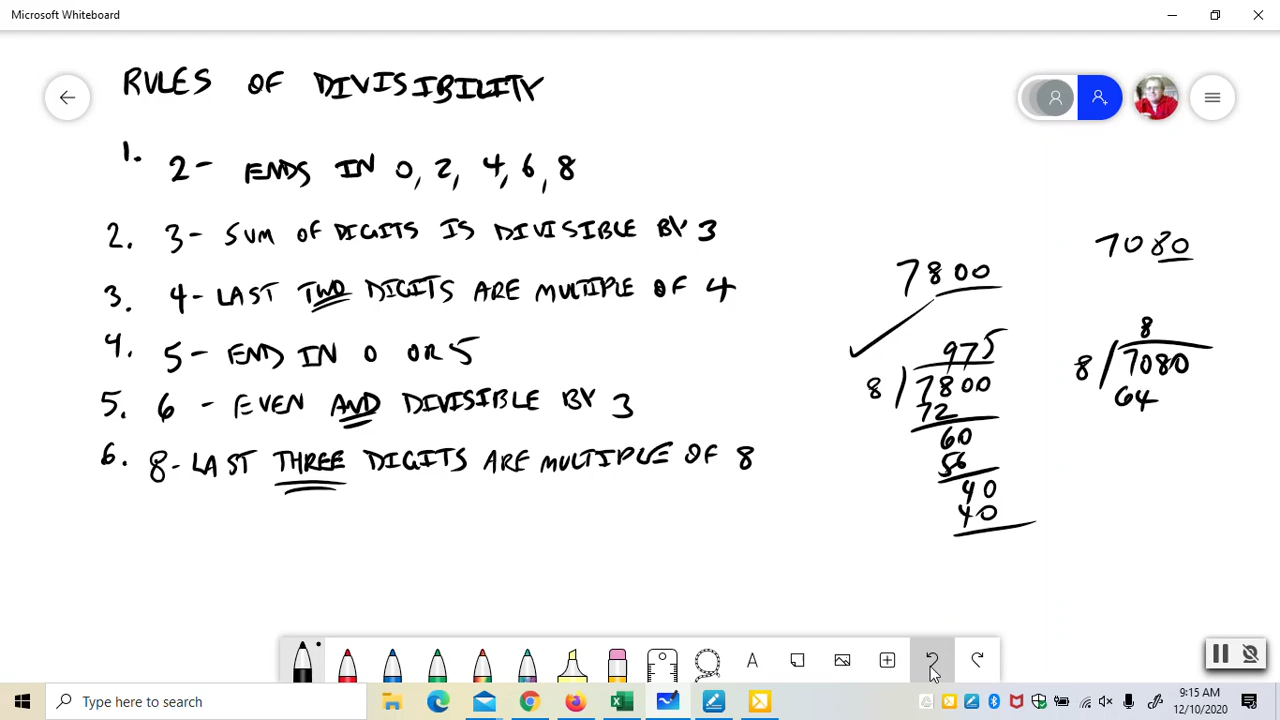 Microsoft Whiteboard
RULES OF DIVISIBILITY
1. 2- ENDS IN 0, 2, 4, 6, 8
2. 3- SUM OF DIGITS IS DIVISIBLE BY 3
3. 4- LAST TWO DIGITS ARE MULTIPLE OF 4
4. 5- END IN 0 OR 5
5. 6 - EVEN AND DIVISIBLE BY 3
6. 8- LAST THREE DIGITS ARE MULTIPLE OF 8
7800
975
8 7800
72
60
56
40
40
7080
8
8 7080
64
A
Type here to search
9:15 AM
12/10/2020